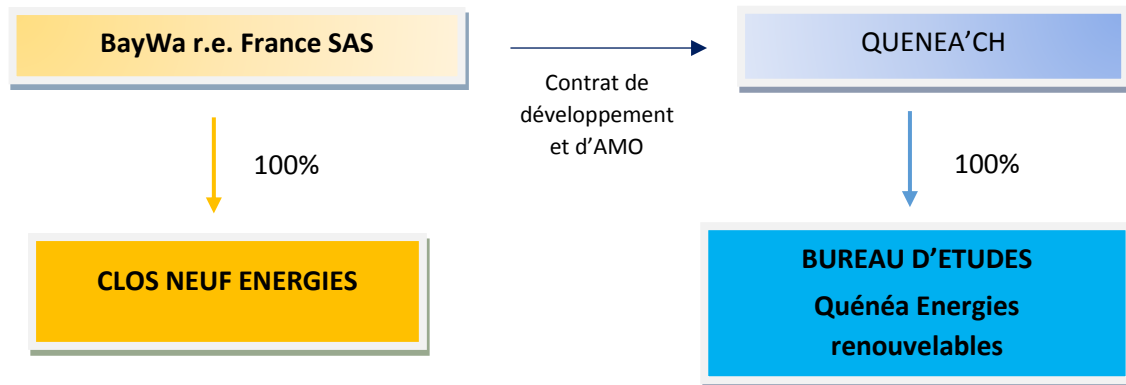 BayWa r.e. France SAS
QUENEA’CH
Contrat de
développement
et d’AMO
100%
100%
CLOS NEUF ENERGIES
BUREAU D’ETUDES
Quénéa Energies
renouvelables